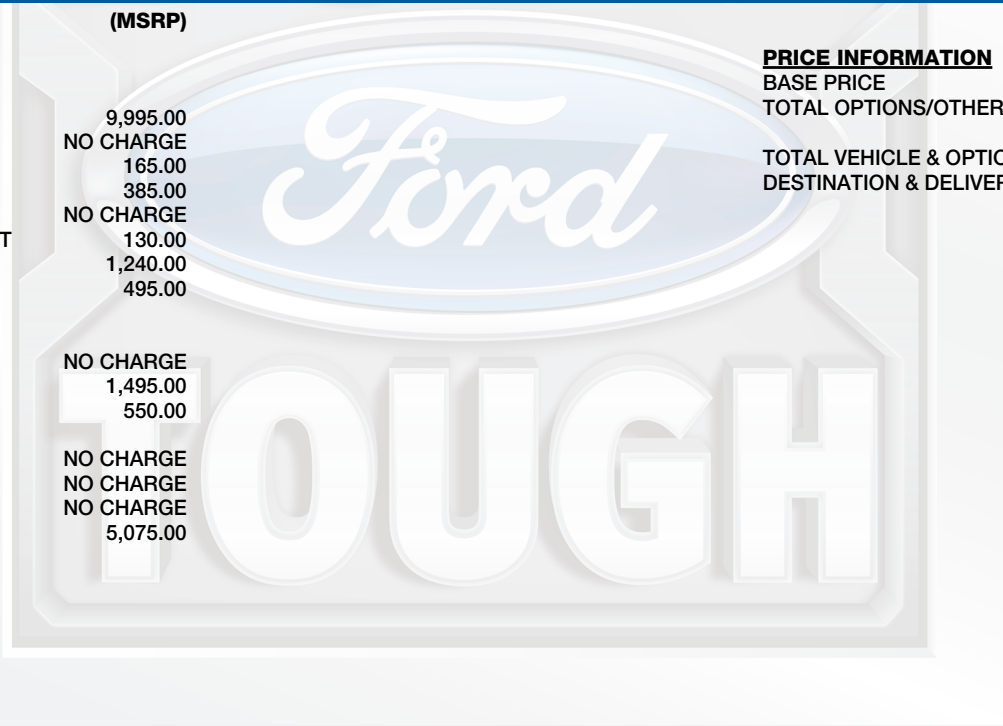 (MSRP)
9,995.00
NO CHARGE
165.00
385.00
NO CHARGE
T 130.00
1,240.00
495.00
NO CHARGE
1,495.00
550.00
NO CHARGE
NO CHARGE
NO CHARGE
5,075.00
PRICE INFORMATION
BASE PRICE
TOTAL OPTIONS/OTHER
TOTAL VEHICLE & OPTIO
DESTINATION & DELIVER
Ford
TOUGH